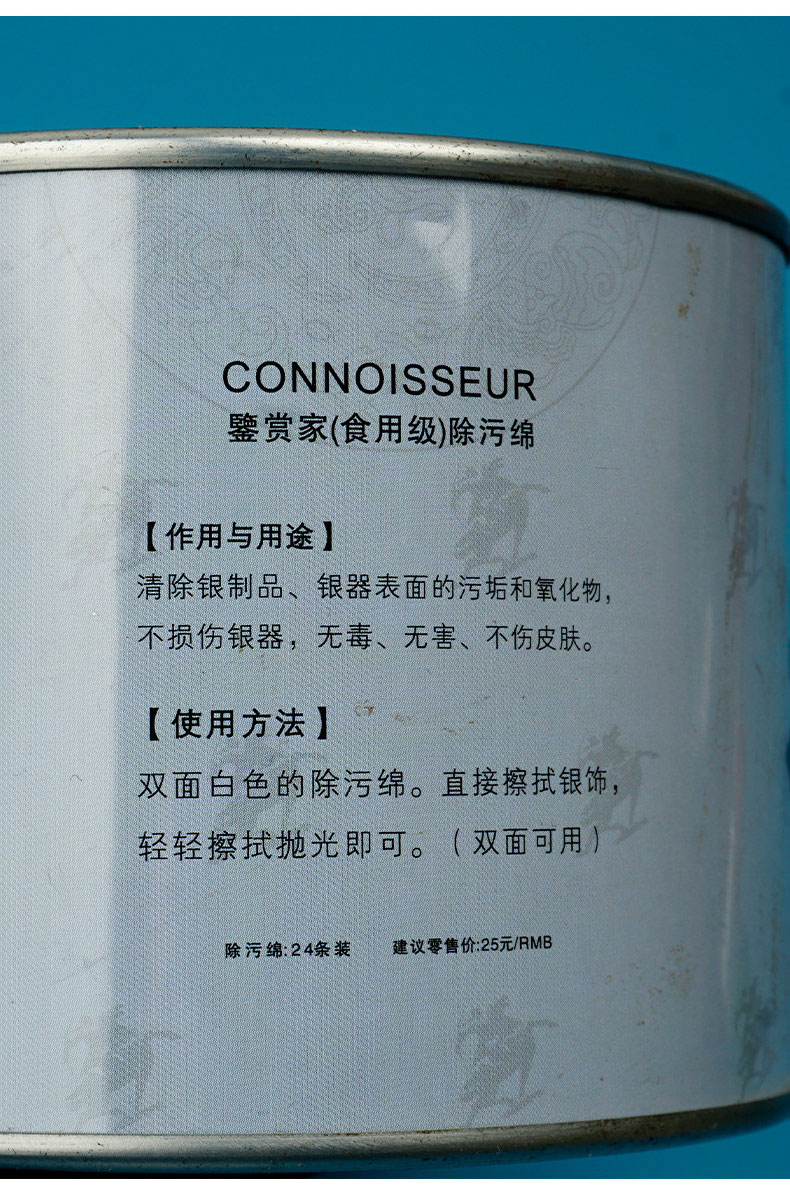 CONNOISSEUR
鑒赏家(食用级)除污绵
【作用与用途】
清除银制品、银器表面的污垢和氧化物，
不损伤银器，无毒、无害、不伤皮肤。
【使用方法】
双面白色的除污绵。直接擦拭银饰，
轻轻擦拭抛光即可。（双面可用）
除污绵:24条装 建议零售价:25元/RMB